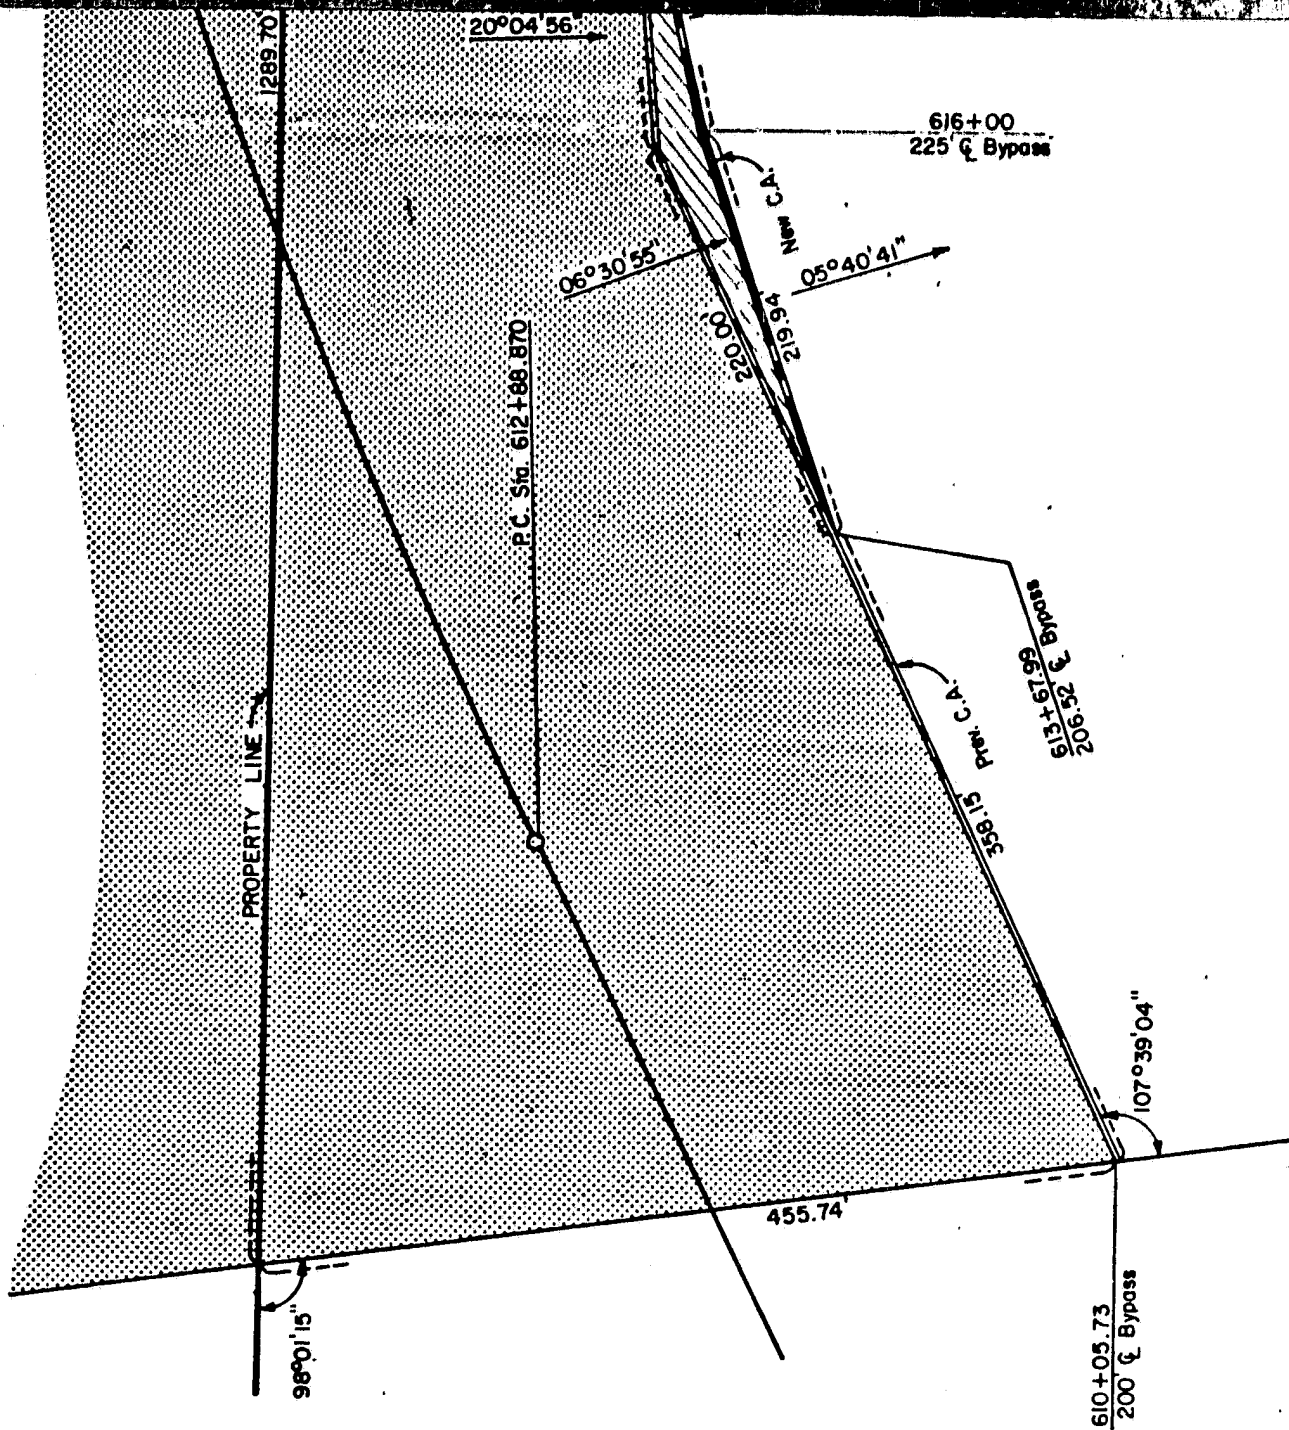 20°04'56"
1289.70
616+00
225' ℄ Bypass
New C.A.
06°30'55"
05°40'41"
219.94'
220.00'
P.C. Sta. 612+88.870
PROPERTY LINE
613+67.99
206.52 ℄ Bypass
Prev. C.A.
358.15'
107°39'04"
455.74'
98°01'15"
610+05.73
200' ℄ Bypass